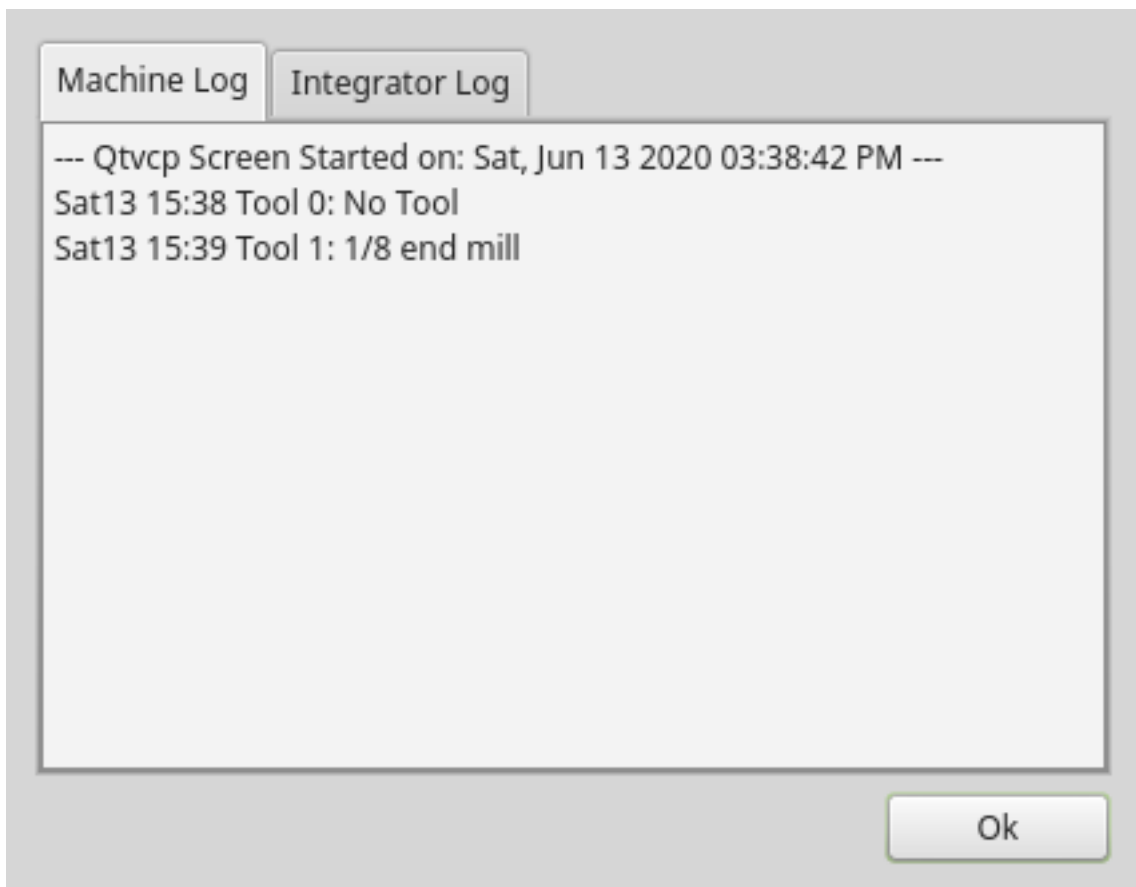 Machine Log
Integrator Log
--- Qtvcp Screen Started on: Sat, Jun 13 2020 03:38:42 PM ---
Sat13 15:38 Tool 0: No Tool
Sat13 15:39 Tool 1: 1/8 end mill
Ok